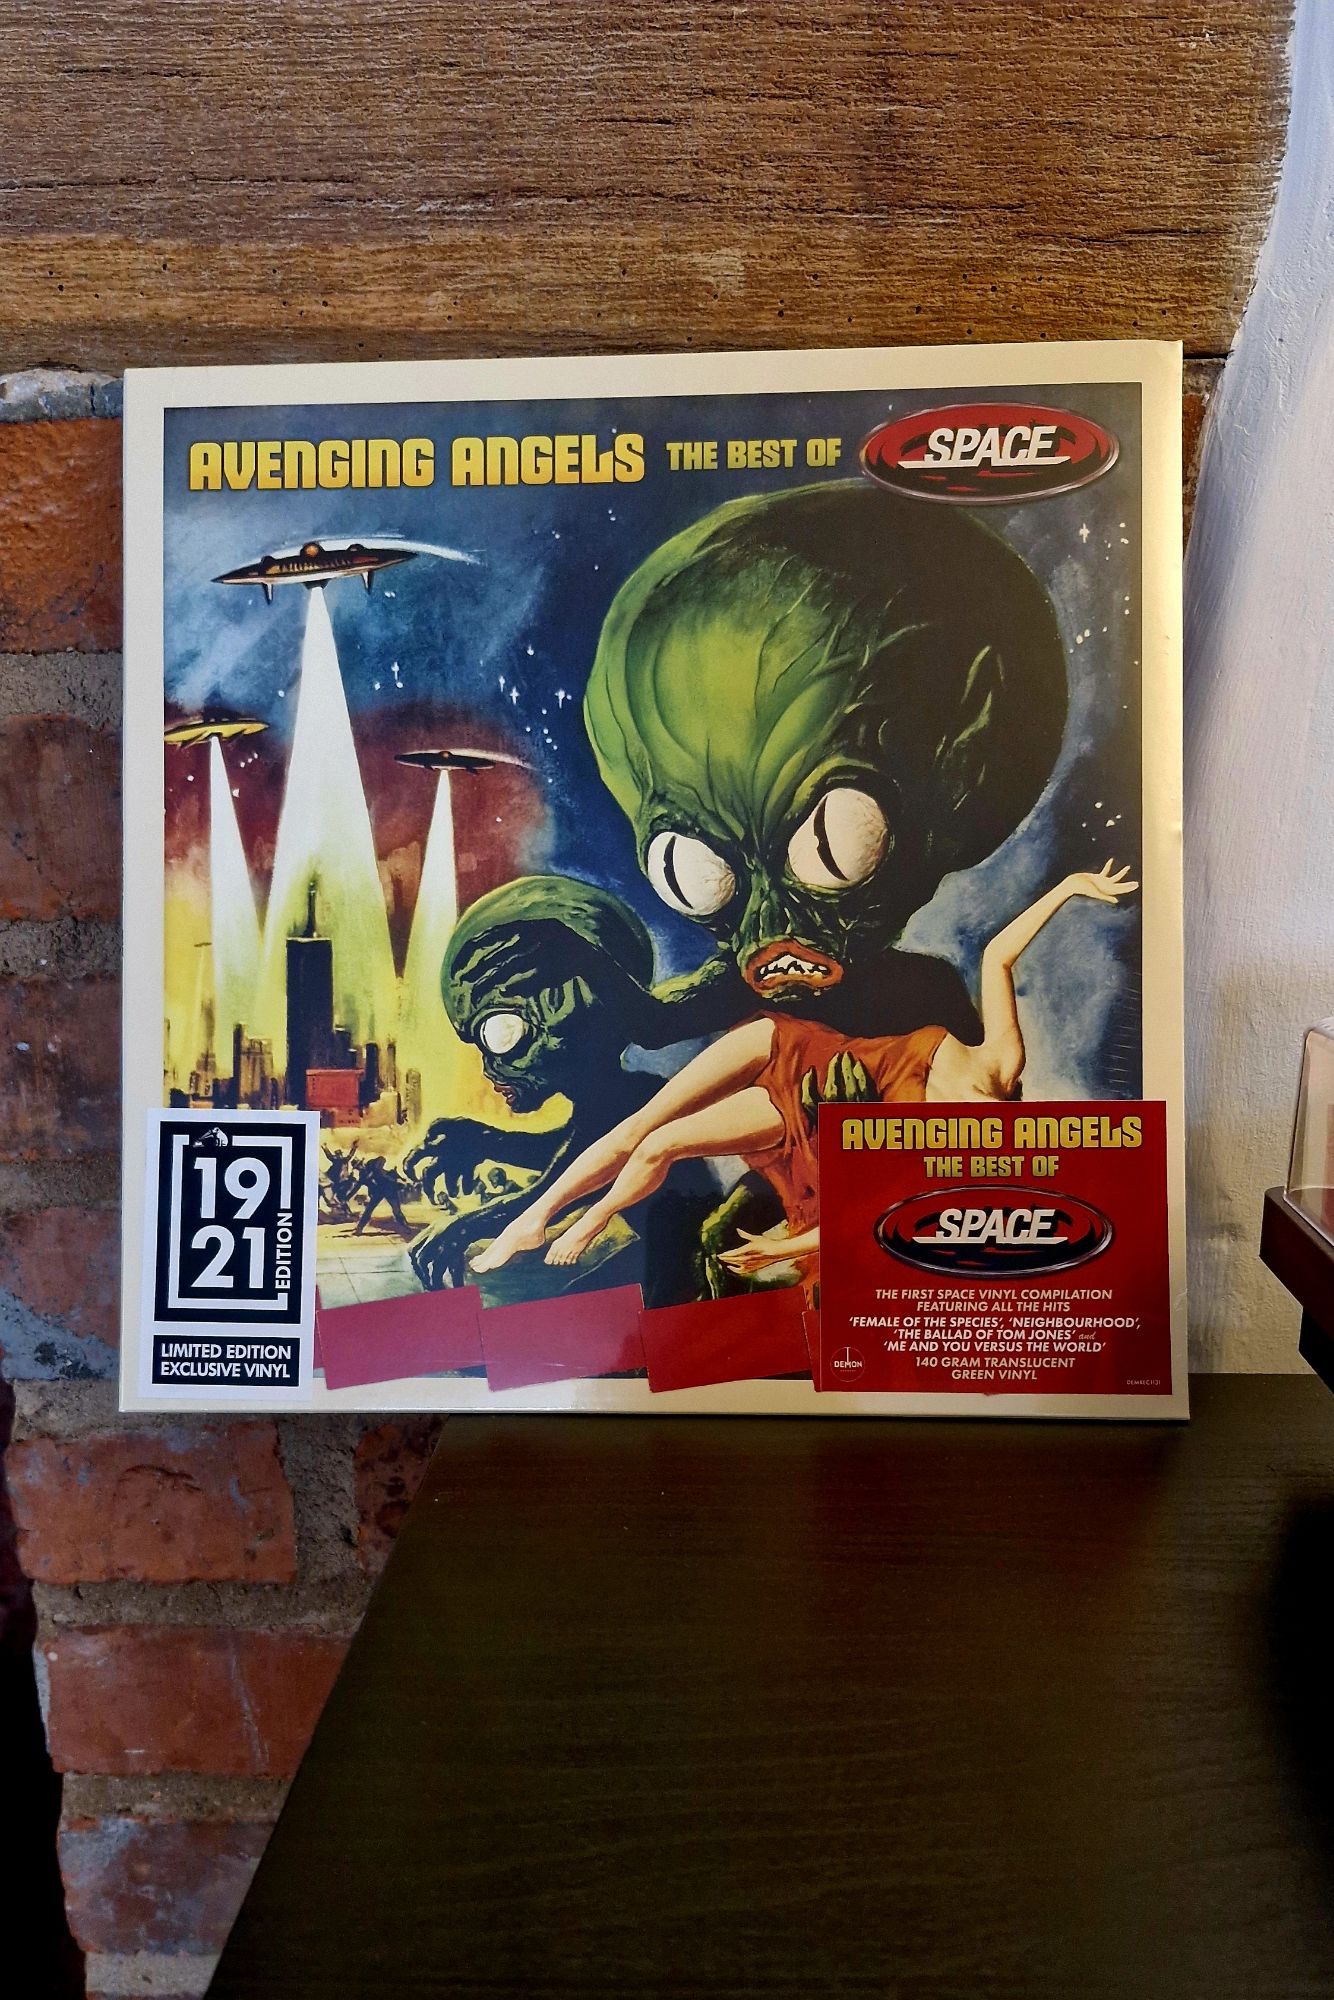 AVENGING ANGELS THE BEST OF SPACE
19
21
EDITION
LIMITED EDITION
EXCLUSIVE VINYL
AVENGING ANGELS
THE BEST OF
SPACE
THE FIRST SPACE VINYL COMPILATION
FEATURING ALL THE HITS
'FEMALE OF THE SPECIES', 'NEIGHBOURHOOD',
'THE BALLAD OF TOM JONES' and
'ME AND YOU VERSUS THE WORLD'
140 GRAM TRANSLUCENT
GREEN VINYL
DEMON
DEMREC1131